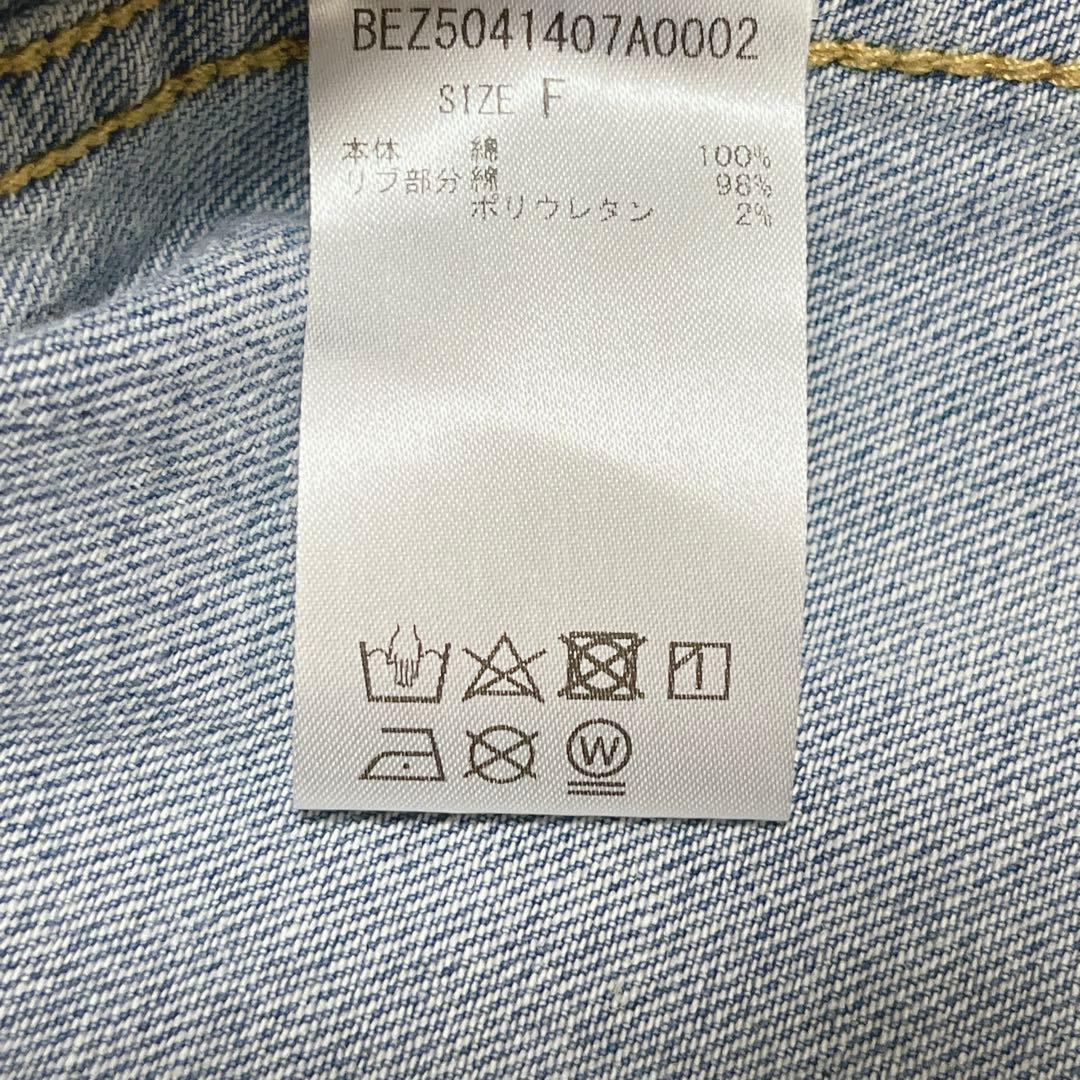 BEZ5041407A0002
SIZE F
本体 綿 100%
リブ部分 綿 98%
ポリウレタン 2%
W